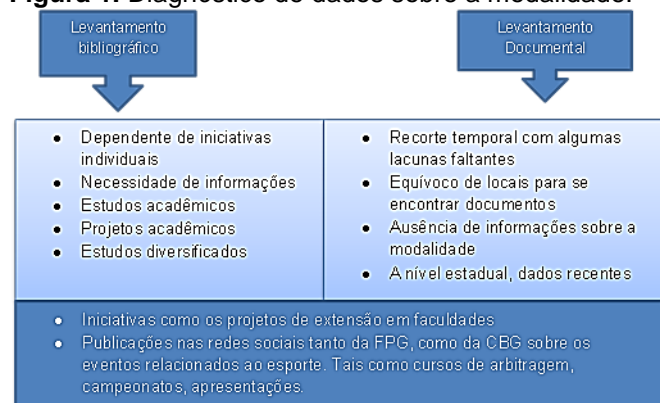 Figura 1. Diagnóstico de dados sobre a modalidade.
Levantamento
bibliográfico
Levantamento
Documental
• Dependente de iniciativas
individuais
• Necessidade de informações
• Estudos acadêmicos
• Projetos acadêmicos
• Estudos diversificados
• Recorte temporal com algumas
lacunas faltantes
• Equívoco de locais para se
encontrar documentos
• Ausência de informações sobre a
modalidade
• A nível estadual, dados recentes
• Iniciativas como os projetos de extensão em faculdades
• Publicações nas redes sociais tanto da FPG, como da CBG sobre os
eventos relacionados ao esporte. Tais como cursos de arbitragem,
campeonatos, apresentações.